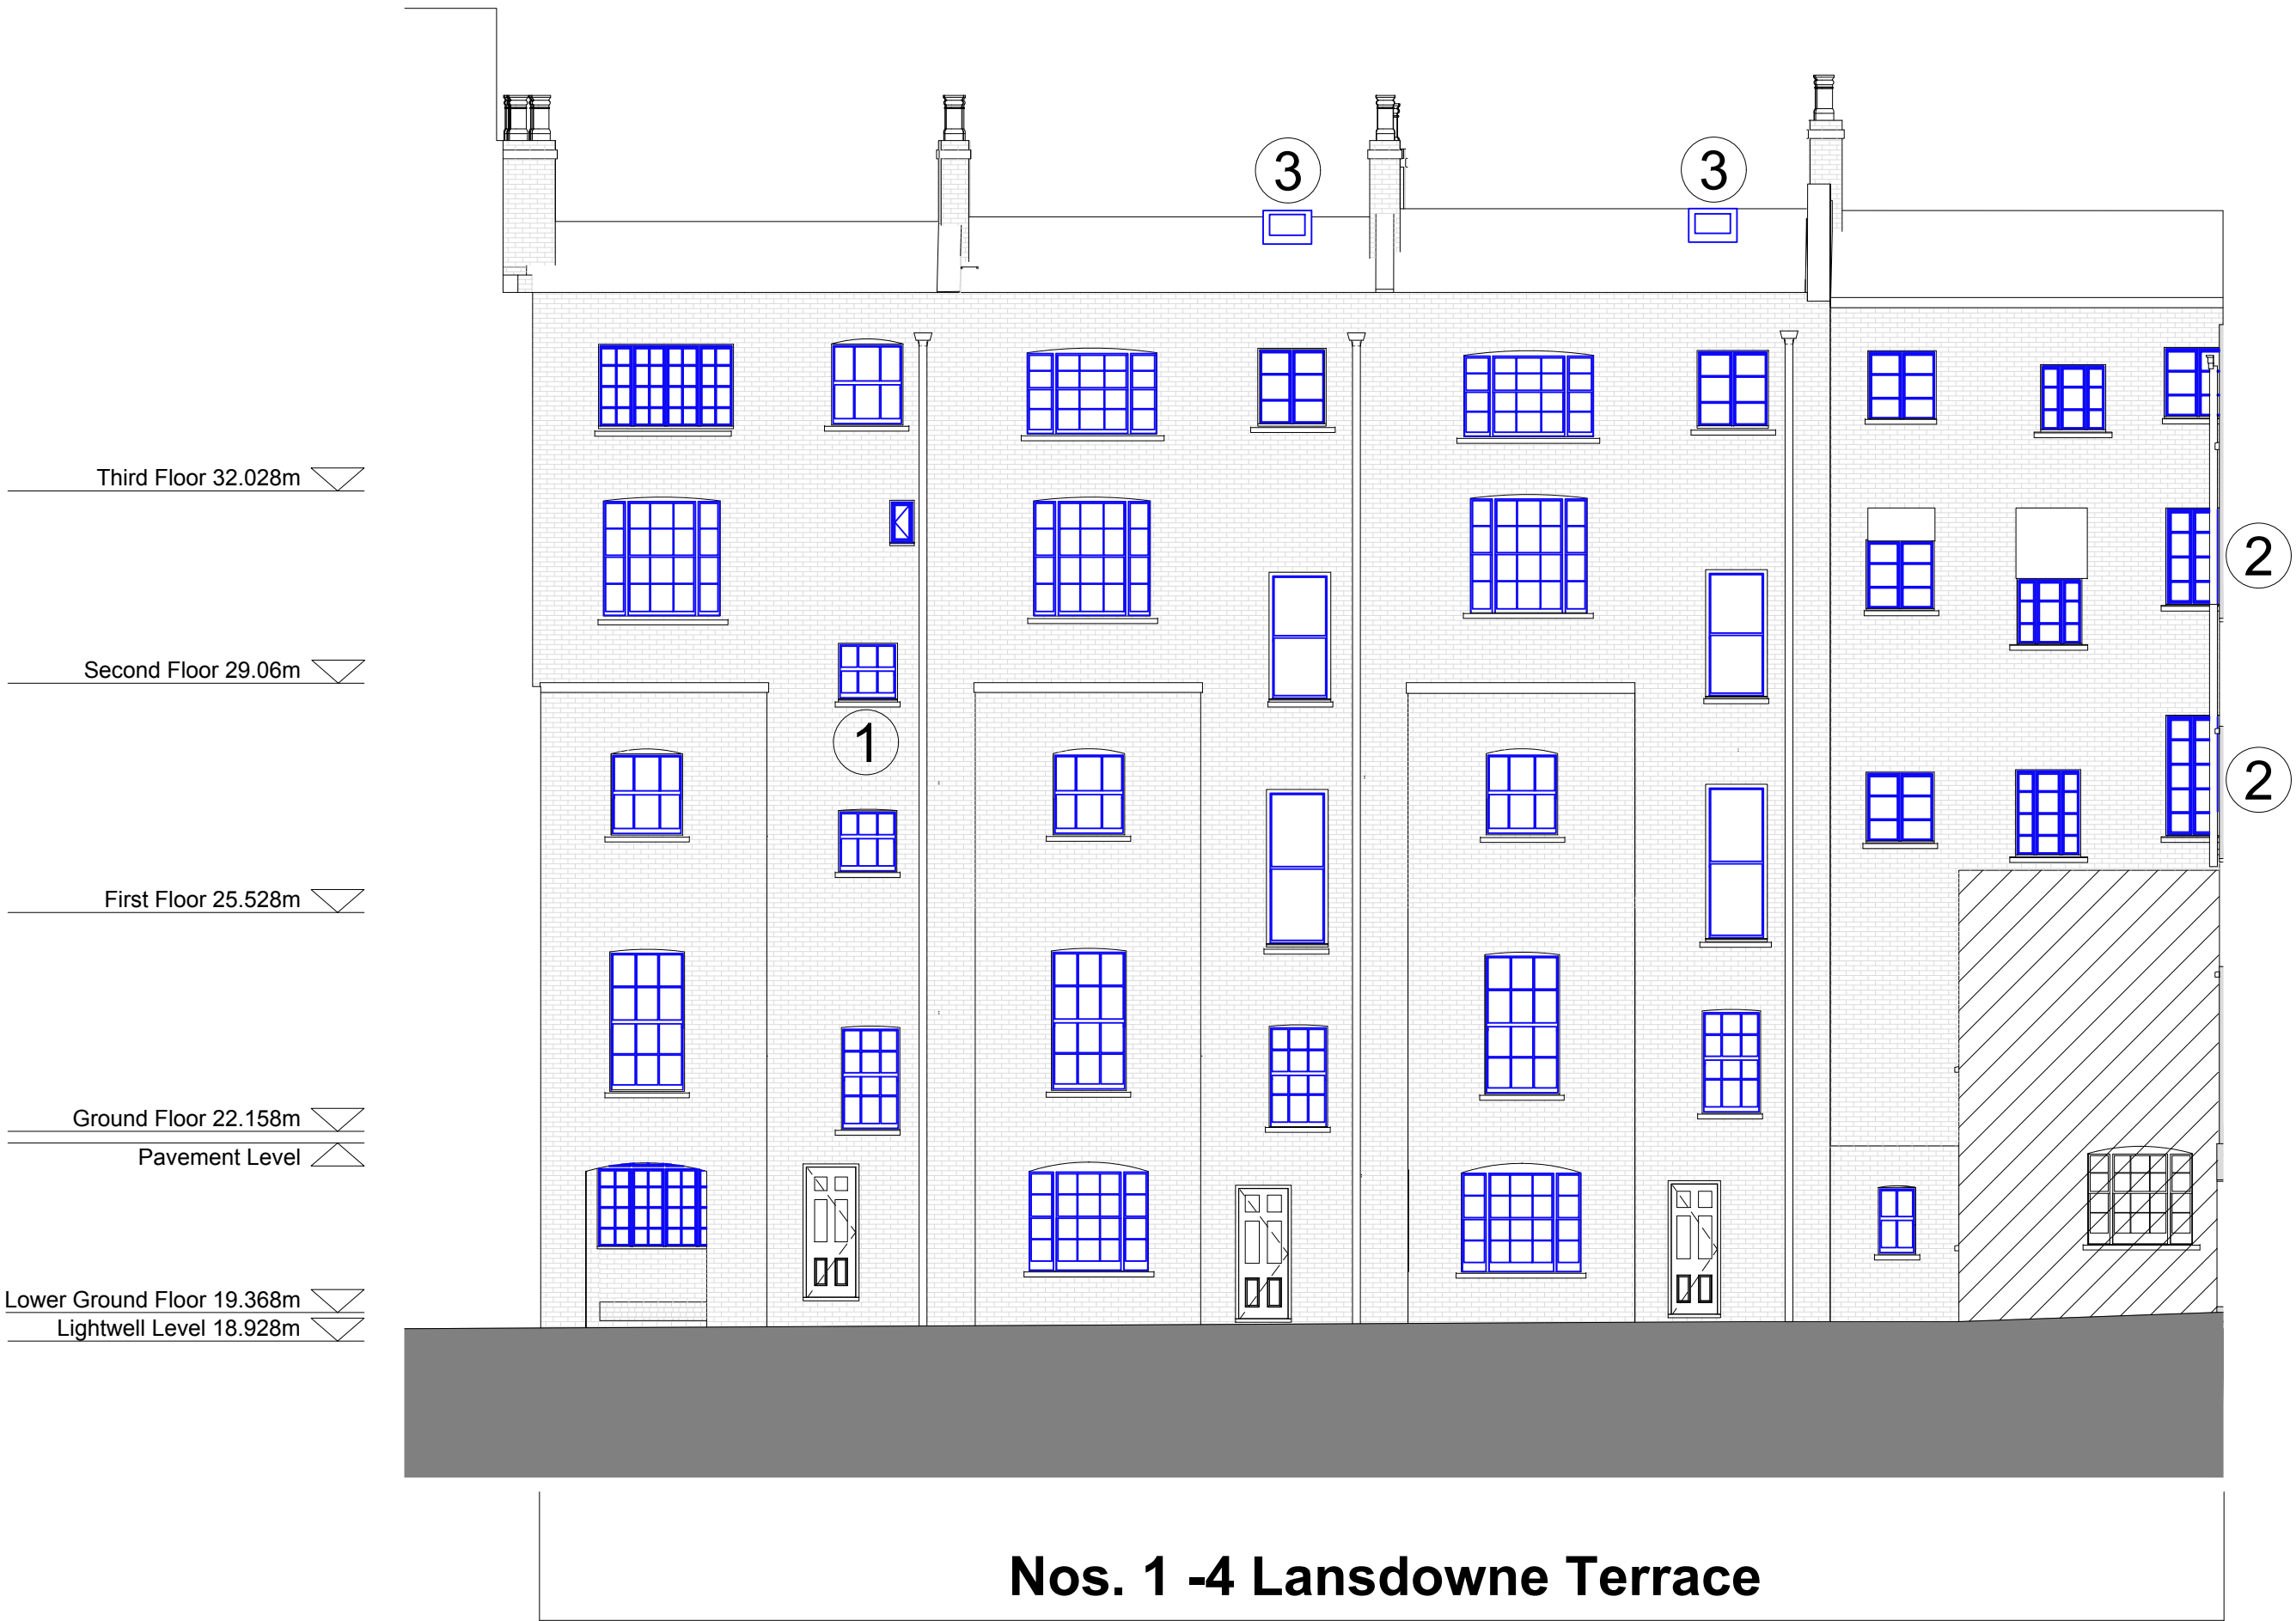 3
3
Third Floor 32.028m
2
Second Floor 29.06m
1
2
First Floor 25.528m
Ground Floor 22.158m
Pavement Level
Lower Ground Floor 19.368m
Lightwell Level 18.928m
Nos. 1 -4 Lansdowne Terrace